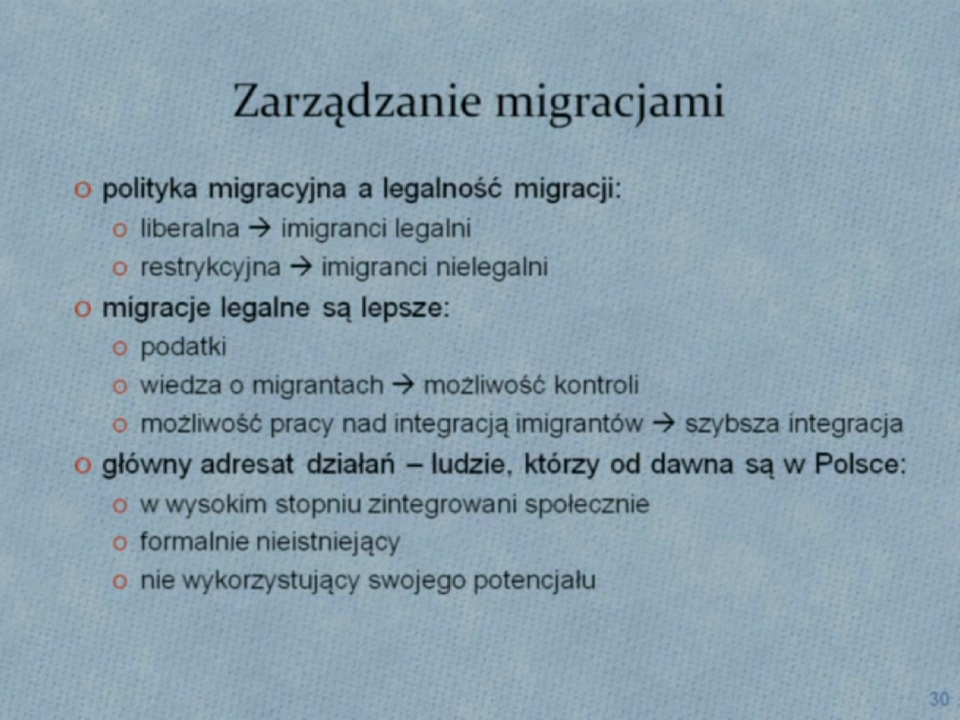 Zarządzanie migracjami
o polityka migracyjna a legalność migracji:
o liberalna → imigranci legalni
o restrykcyjna → imigranci nielegalni
o migracje legalne są lepsze:
o podatki
o wiedza o migrantach → możliwość kontroli
o możliwość pracy nad integracją imigrantów → szybsza integracja
o główny adresat działań – ludzie, którzy od dawna są w Polsce:
o w wysokim stopniu zintegrowani społecznie
o formalnie nieistniejący
o nie wykorzystujący swojego potencjału
30